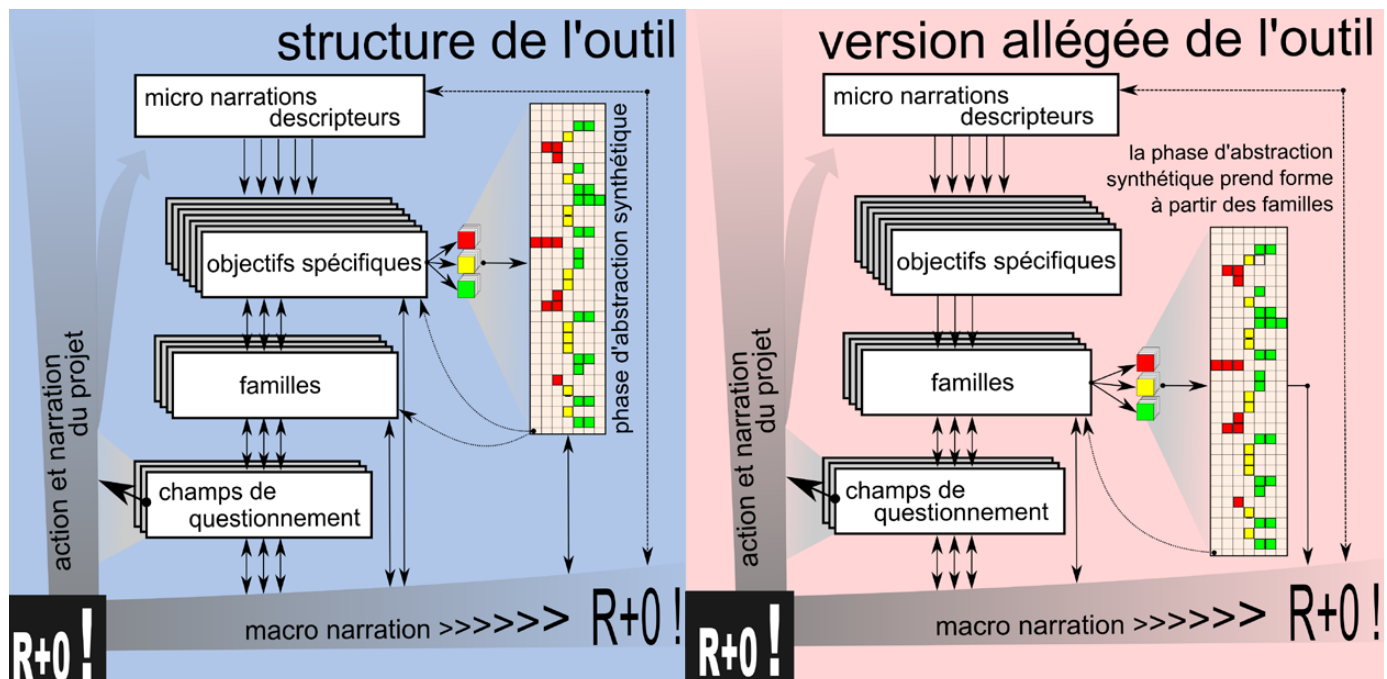 structure de l'outil
micro narrations
descripteurs
phase d'abstraction synthétique
objectifs spécifiques
familles
action et narration
du projet
champs de
questionnement
macro narration >>>>>> R+0 !
R+0 !
version allégée de l'outil
micro narrations
descripteurs
la phase d'abstraction
synthétique prend forme
à partir des familles
objectifs spécifiques
familles
action et narration
du projet
champs de
questionnement
macro narration >>>>>> R+0 !
R+0 !